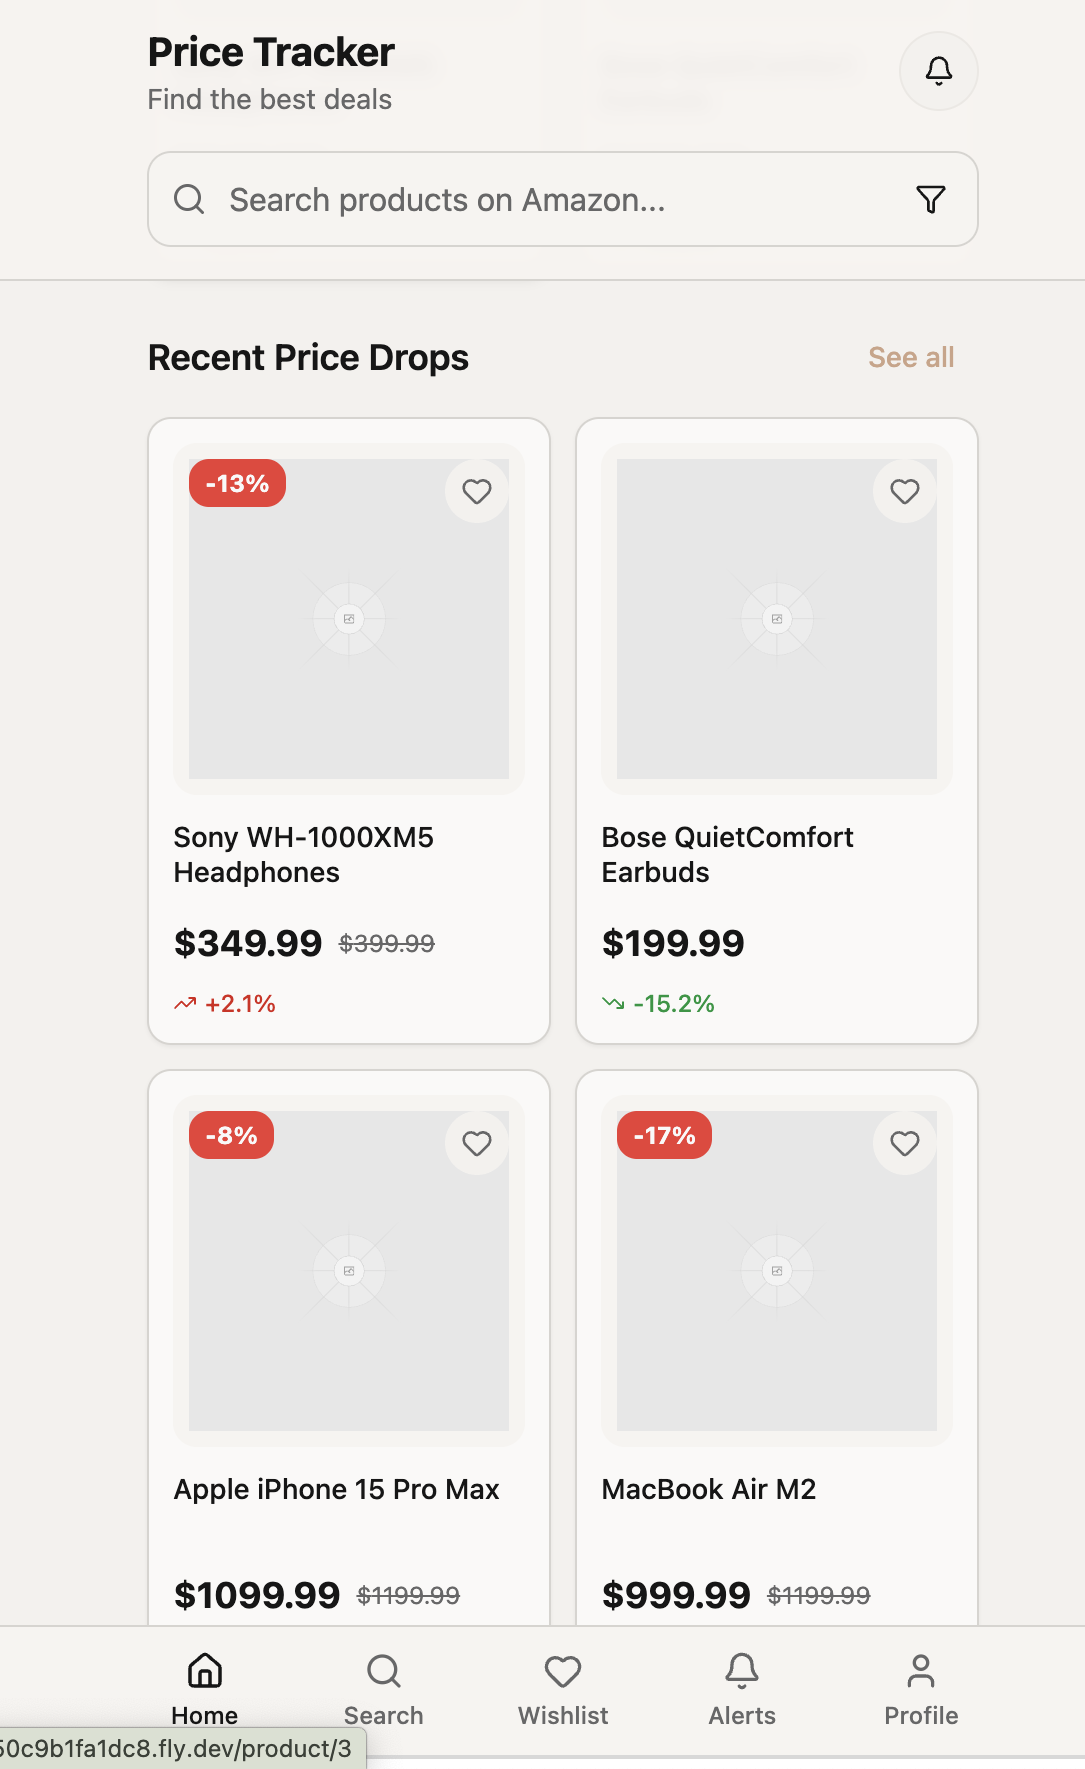 Price Tracker
Find the best deals
Search products on Amazon...
Recent Price Drops
See all
-13%
Sony WH-1000XM5
Headphones
$349.99 $399.99
+2.1%
Bose QuietComfort
Earbuds
$199.99
-15.2%
-8%
Apple iPhone 15 Pro Max
$1099.99 $1199.99
-17%
MacBook Air M2
$999.99 $1199.99
Home
Search
Wishlist
Alerts
Profile
50c9b1fa1dc8.fly.dev/product/3